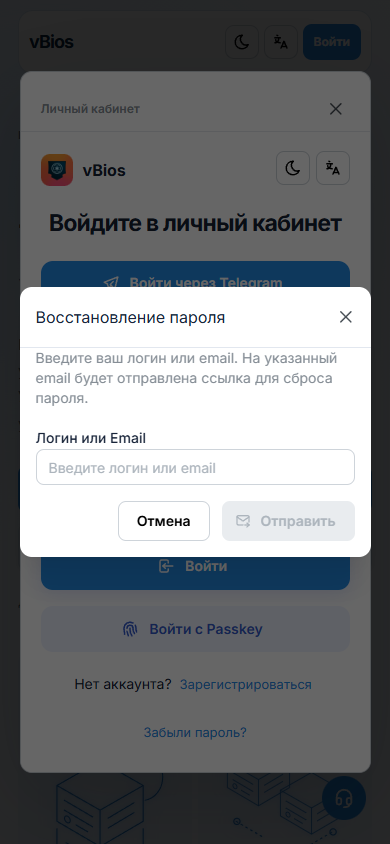 vBios
Войти
Личный кабинет
vBios
Войдите в личный кабинет
Войти через Telegram
Восстановление пароля
Введите ваш логин или email. На указанный
email будет отправлена ссылка для сброса
пароля.
Логин или Email
Введите логин или email
Отмена
Отправить
Войти
Войти с Passkey
Нет аккаунта? Зарегистрироваться
Забыли пароль?